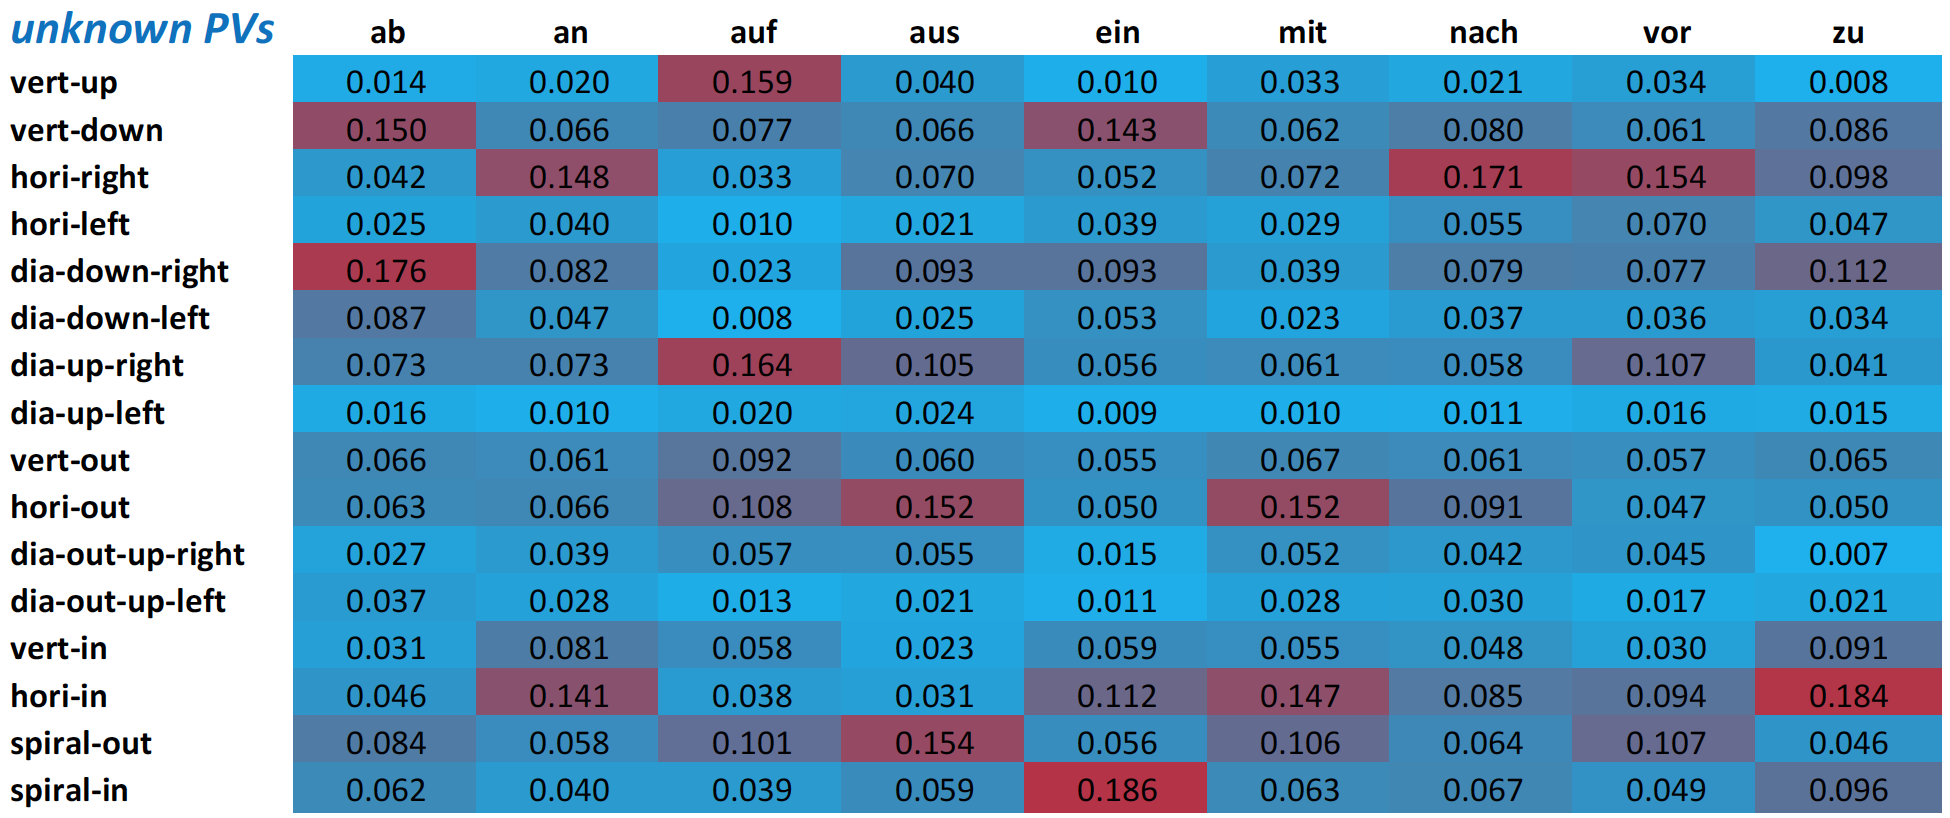 unknown PVs ab an auf aus ein mit nach vor zu
vert-up 0.014 0.020 0.159 0.040 0.010 0.033 0.021 0.034 0.008
vert-down 0.150 0.066 0.077 0.066 0.143 0.062 0.080 0.061 0.086
hori-right 0.042 0.148 0.033 0.070 0.052 0.072 0.171 0.154 0.098
hori-left 0.025 0.040 0.010 0.021 0.039 0.029 0.055 0.070 0.047
dia-down-right 0.176 0.082 0.023 0.093 0.093 0.039 0.079 0.077 0.112
dia-down-left 0.087 0.047 0.008 0.025 0.053 0.023 0.037 0.036 0.034
dia-up-right 0.073 0.073 0.164 0.105 0.056 0.061 0.058 0.107 0.041
dia-up-left 0.016 0.010 0.020 0.024 0.009 0.010 0.011 0.016 0.015
vert-out 0.066 0.061 0.092 0.060 0.055 0.067 0.061 0.057 0.065
hori-out 0.063 0.066 0.108 0.152 0.050 0.152 0.091 0.047 0.050
dia-out-up-right 0.027 0.039 0.057 0.055 0.015 0.052 0.042 0.045 0.007
dia-out-up-left 0.037 0.028 0.013 0.021 0.011 0.028 0.030 0.017 0.021
vert-in 0.031 0.081 0.058 0.023 0.059 0.055 0.048 0.030 0.091
hori-in 0.046 0.141 0.038 0.031 0.112 0.147 0.085 0.094 0.184
spiral-out 0.084 0.058 0.101 0.154 0.056 0.106 0.064 0.107 0.046
spiral-in 0.062 0.040 0.039 0.059 0.186 0.063 0.067 0.049 0.096